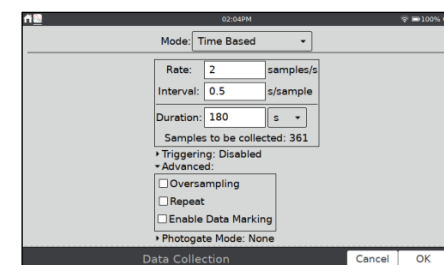 02:04PM 100%
Mode: Time Based
Rate: 2 samples/s
Interval: 0.5 s/sample
Duration: 180 s
Samples to be collected: 361
Triggering: Disabled
Advanced:
Oversampling
Repeat
Enable Data Marking
Photogate Mode: None
Data Collection Cancel OK